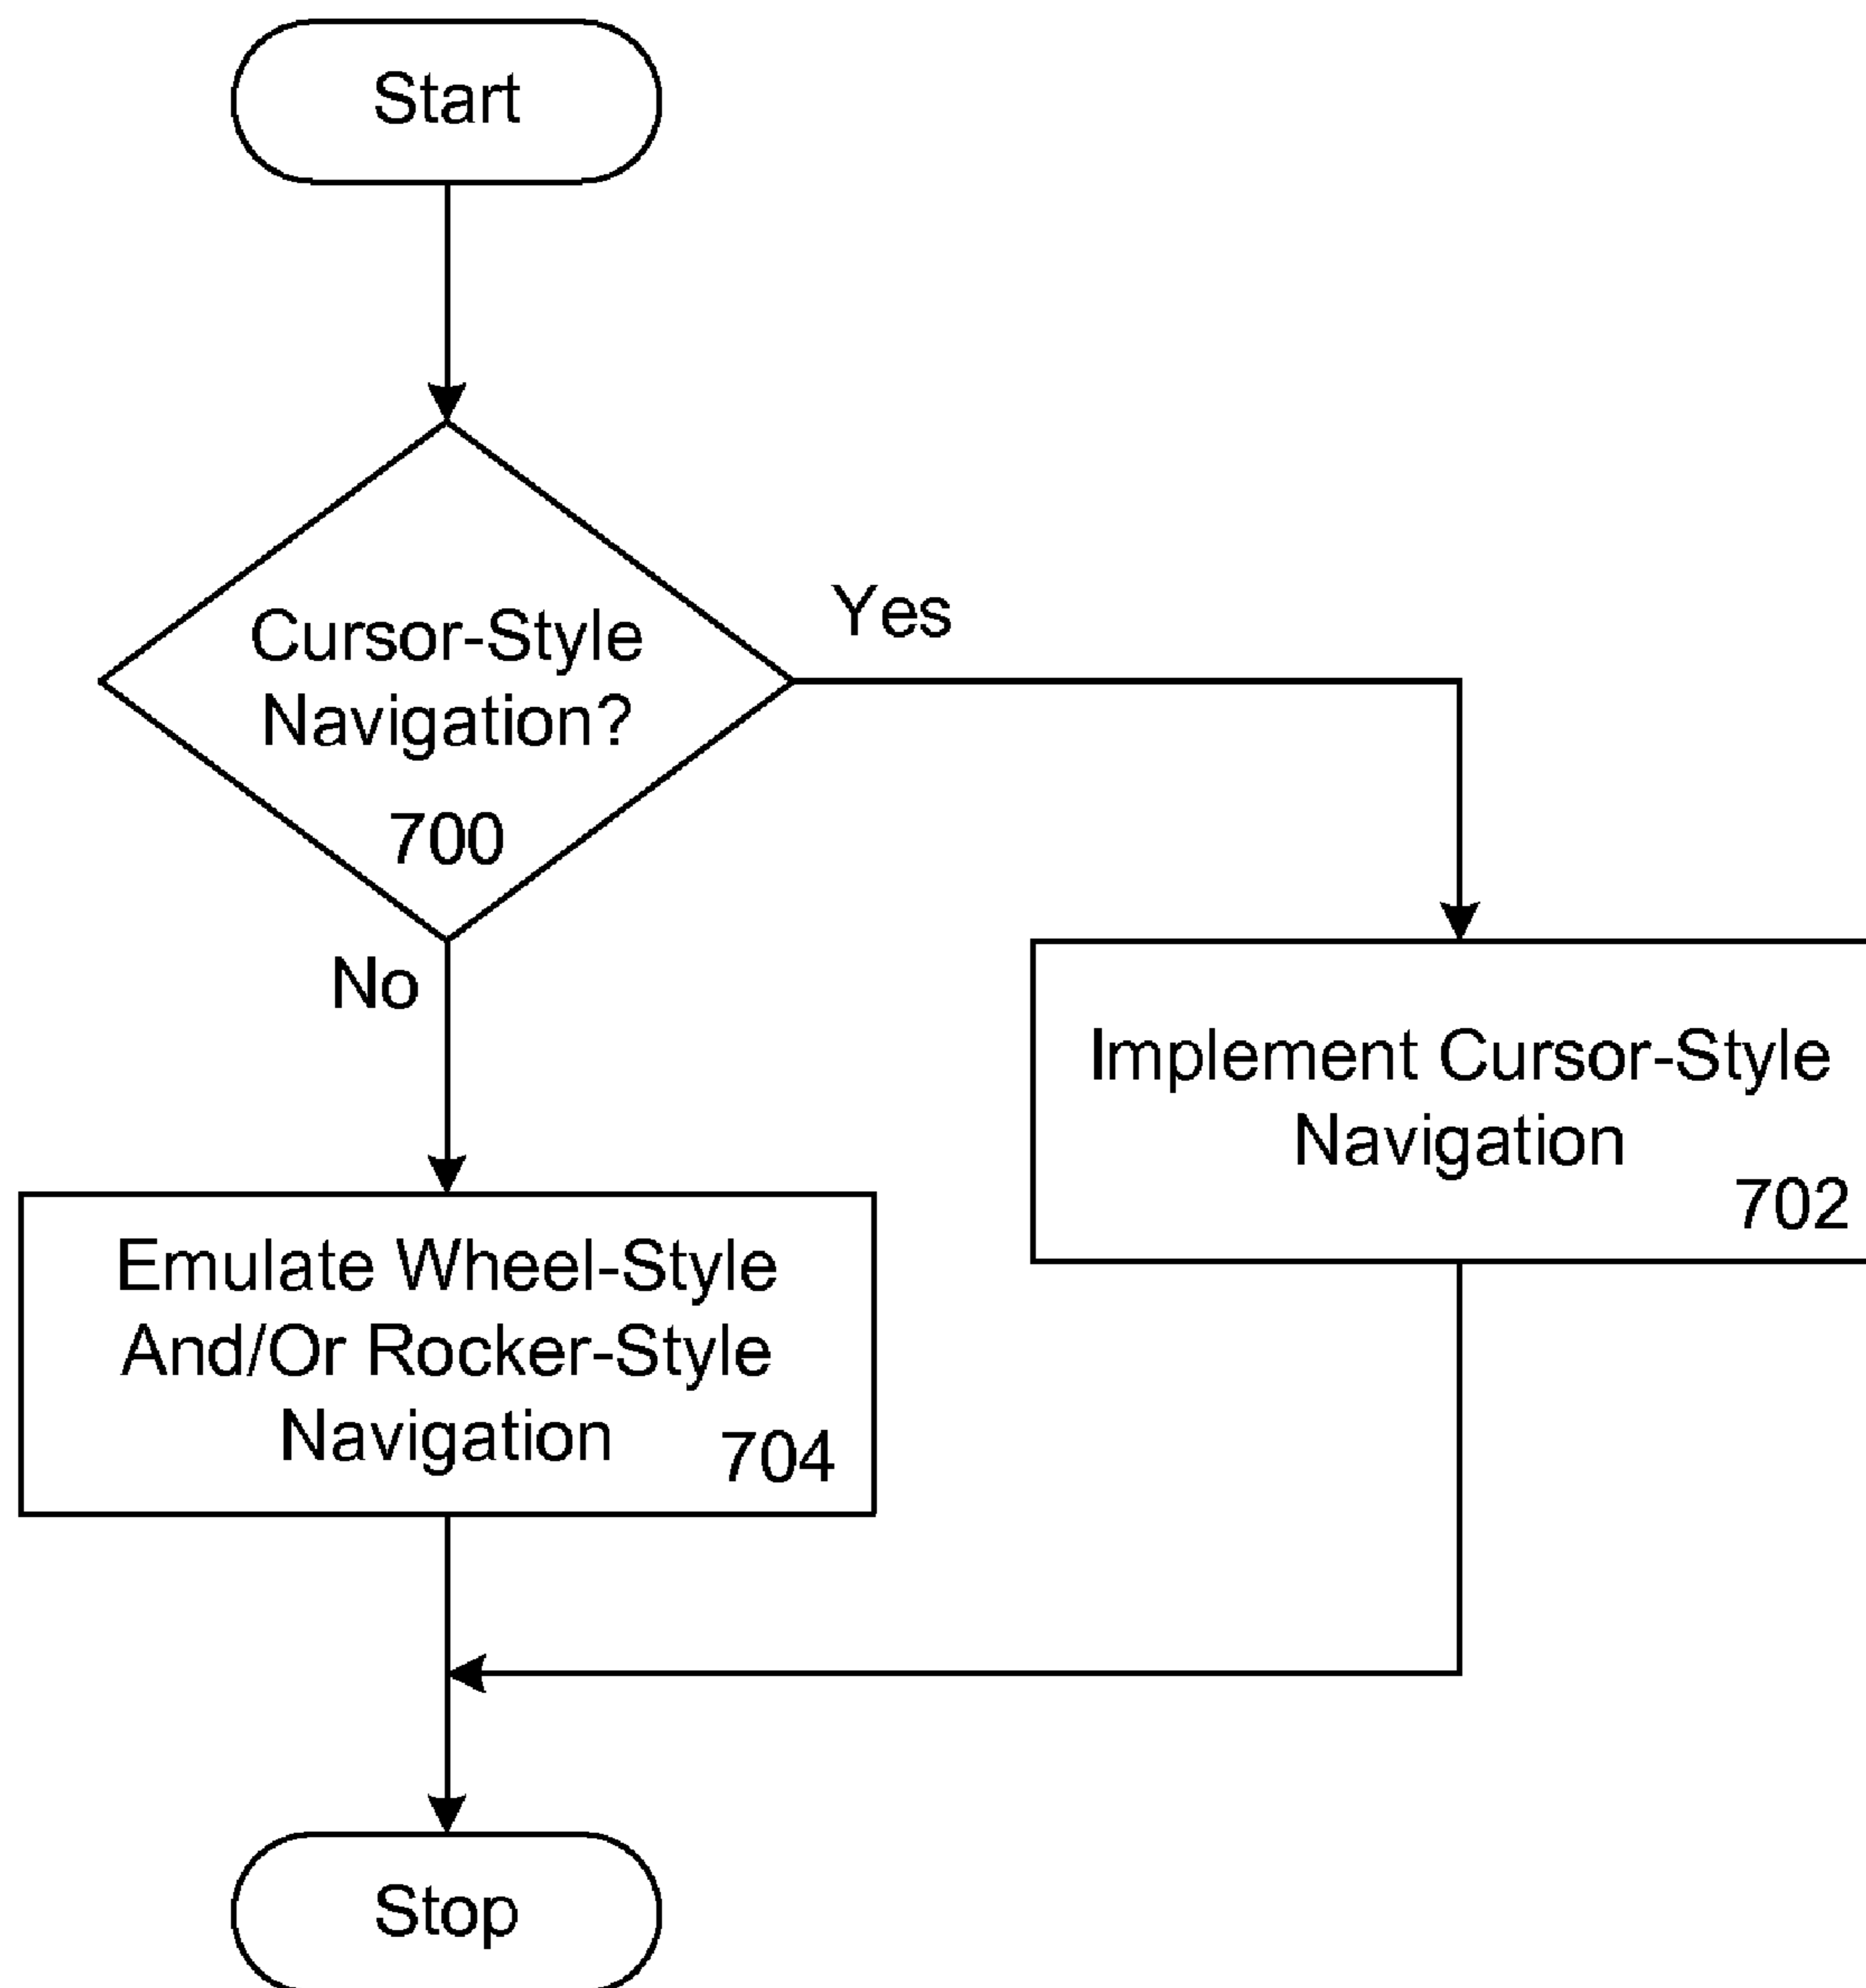 Start
Cursor-Style
Navigation?
700
Yes
No
Implement Cursor-Style
Navigation
702
Emulate Wheel-Style
And/Or Rocker-Style
Navigation
704
Stop